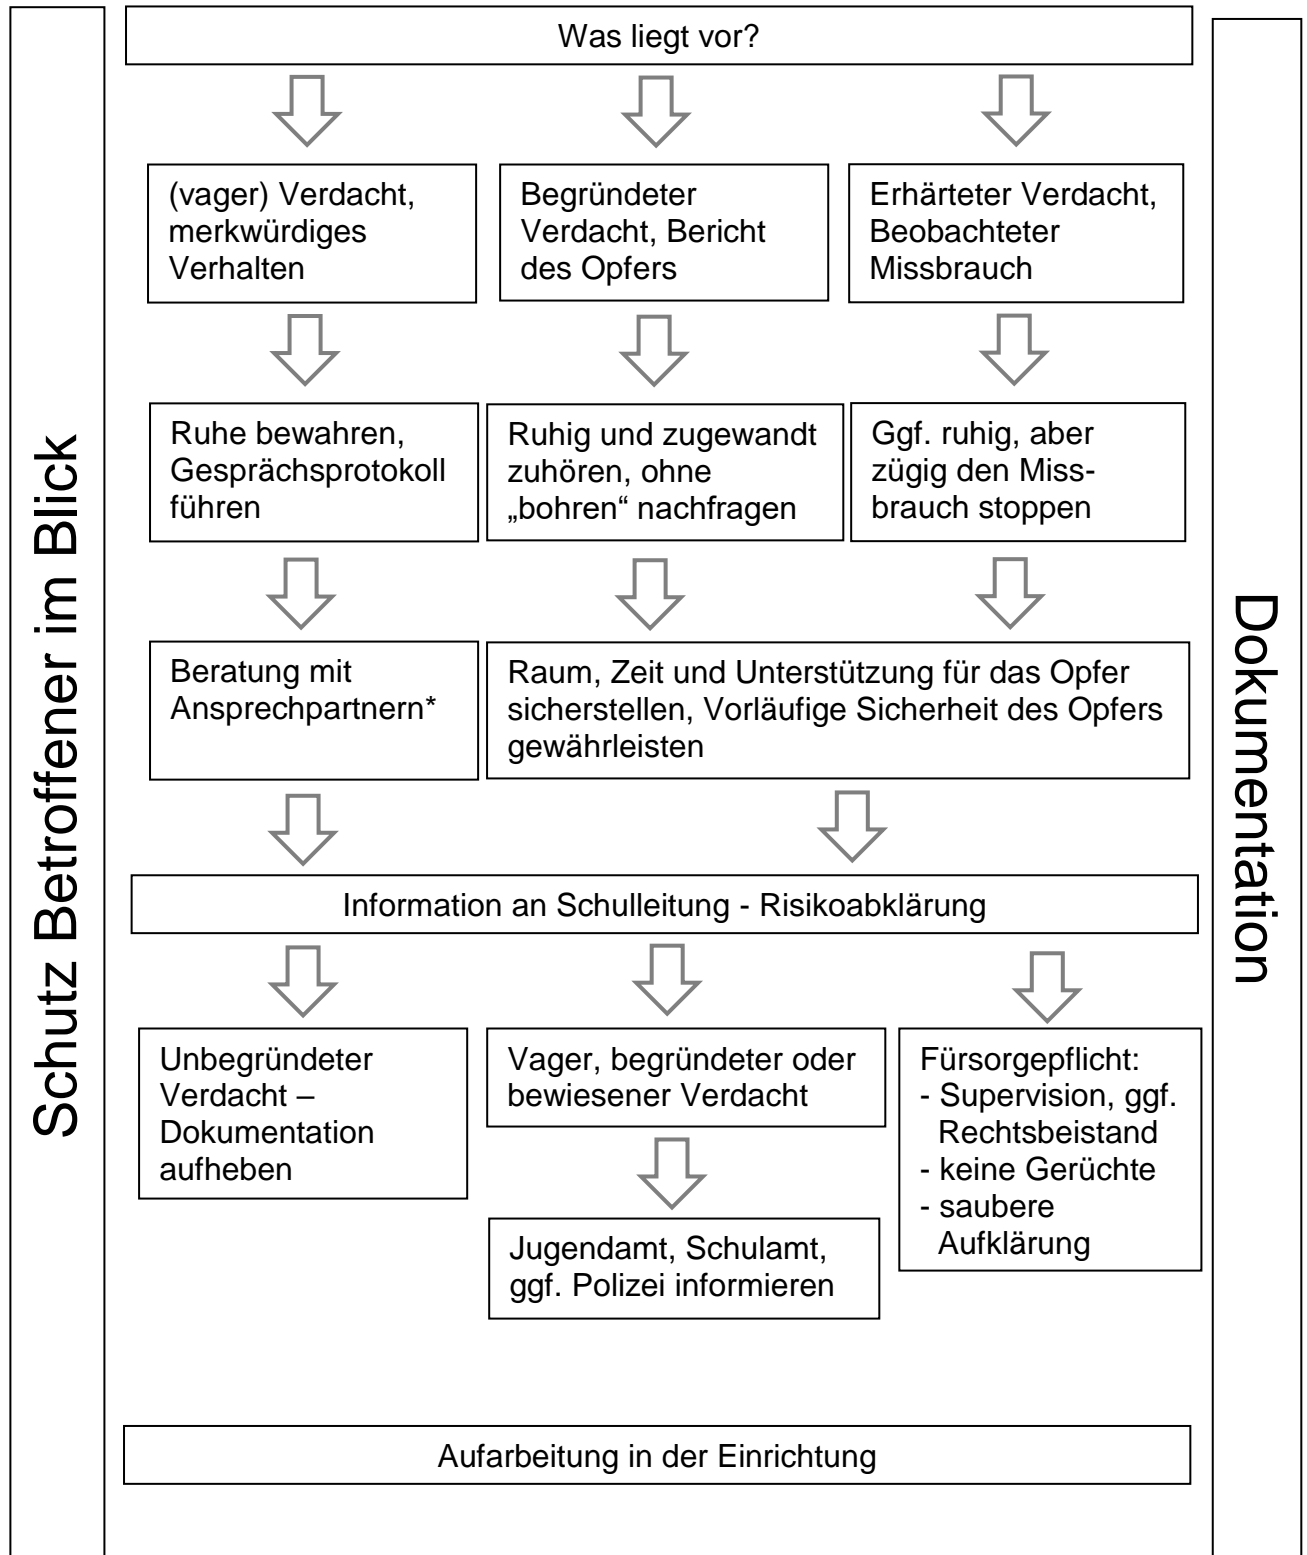 Schutz Betroffener im Blick
Was liegt vor?
(vager) Verdacht,
merkwürdiges
Verhalten
Begründeter
Verdacht, Bericht
des Opfers
Erhärteter Verdacht,
Beobachteter
Missbrauch
Ruhe bewahren,
Gesprächsprotokoll
führen
Ruhig und zugewandt
zuhören, ohne
„bohren“ nachfragen
Ggf. ruhig, aber
zügig den Miss-
brauch stoppen
Beratung mit
Ansprechpartnern*
Raum, Zeit und Unterstützung für das Opfer
sicherstellen, Vorläufige Sicherheit des Opfers
gewährleisten
Information an Schulleitung - Risikoabklärung
Unbegründeter
Verdacht –
Dokumentation
aufheben
Vager, begründeter oder
bewiesener Verdacht
Jugendamt, Schulamt,
ggf. Polizei informieren
Fürsorgepflicht:
- Supervision, ggf.
Rechtsbeistand
- keine Gerüchte
- saubere
Aufklärung
Aufarbeitung in der Einrichtung
Dokumentation